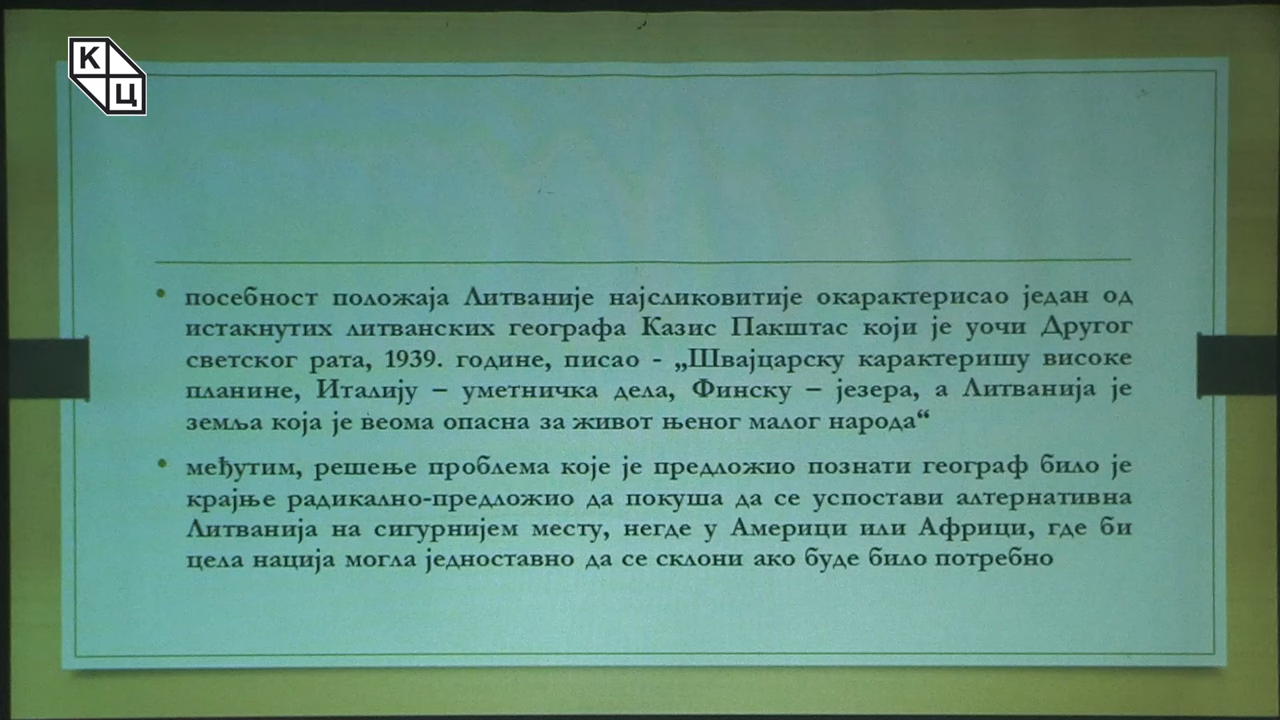 К
Ц
посебност положаја Литваније најсликовитије окарактерисао један од
истакнутих литванских географа Казис Пакштас који је уочи Другог
светског рата, 1939. године, писао - „Швајцарску карактеришу високе
планине, Италију – уметничка дела, Финску – језера, а Литванија је
земља која је веома опасна за живот њеног малог народа“
међутим, решење проблема које је предложио познати географ било је
крајње радикално-предложио да покуша да се успостави алтернативна
Литванија на сигурнијем месту, негде у Америци или Африци, где би
цела нација могла једноставно да се склони ако буде било потребно